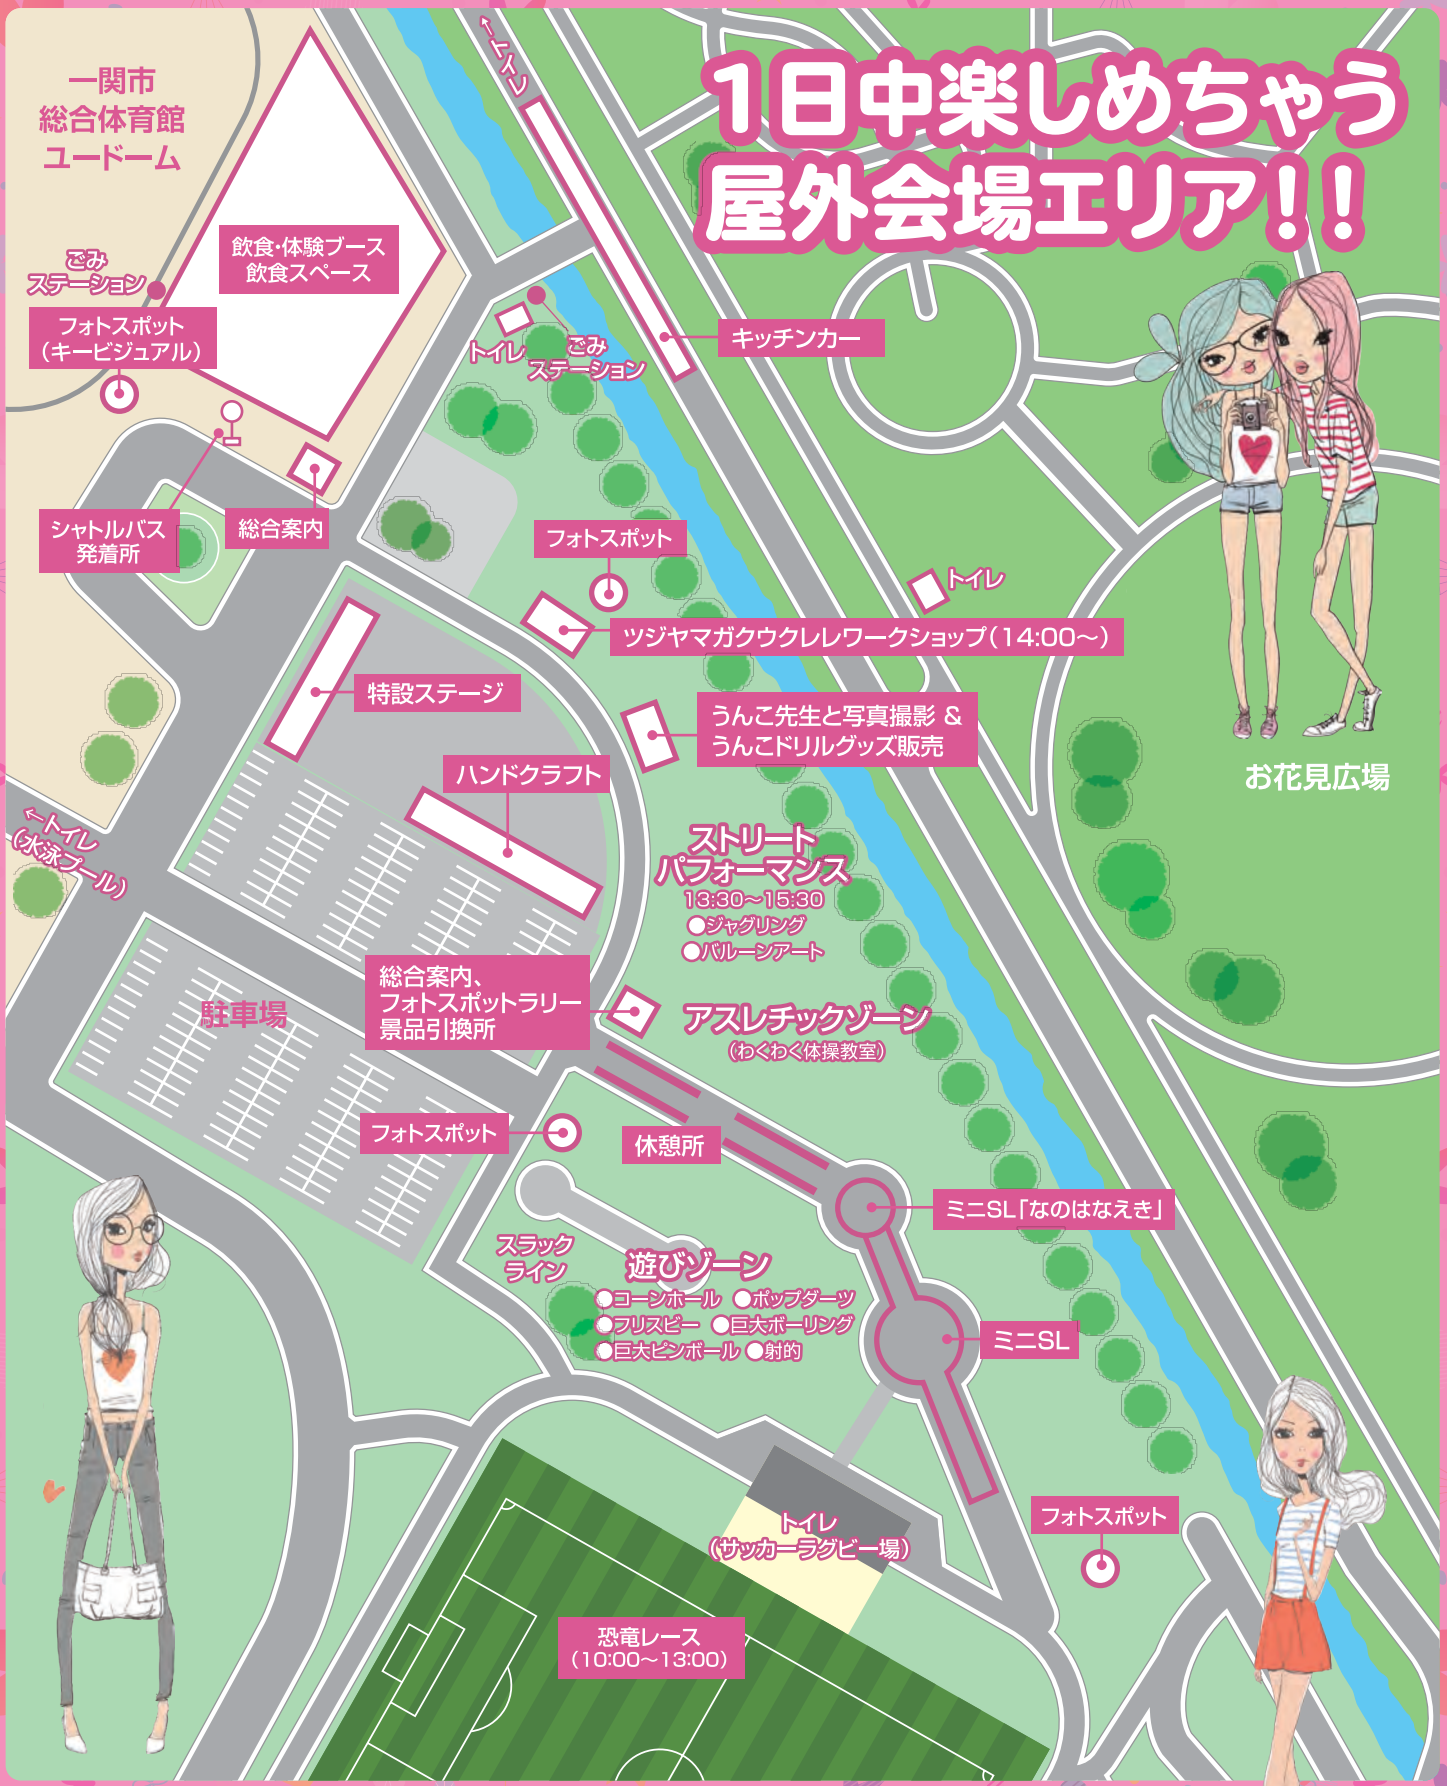 1日中楽しめちゃう
屋外会場エリア!!
←トイレ
一関市
総合体育館
ユードーム
飲食・体験ブース
飲食スペース
ごみ
ステーション
フォトスポット
(キービジュアル)
トイレ
ごみ
ステーション
キッチンカー
シャトルバス
発着所
総合案内
フォトスポット
トイレ
ツジヤマガクウクレレワークショップ(14:00〜)
特設ステージ
うんこ先生と写真撮影 &
うんこドリルグッズ販売
ハンドクラフト
お花見広場
←トイレ
(水泳プール)
ストリート
パフォーマンス
13:30〜15:30
●ジャグリング
●バルーンアート
総合案内、
フォトスポットラリー
景品引換所
駐車場
アスレチックゾーン
(わくわく体操教室)
フォトスポット
休憩所
ミニSL「なのはなえき」
スラック
ライン
遊びゾーン
●コーンホール ●ポップダーツ
●フリスビー ●巨大ボーリング
●巨大ピンボール ●射的
ミニSL
トイレ
(サッカーラグビー場)
フォトスポット
恐竜レース
(10:00〜13:00)